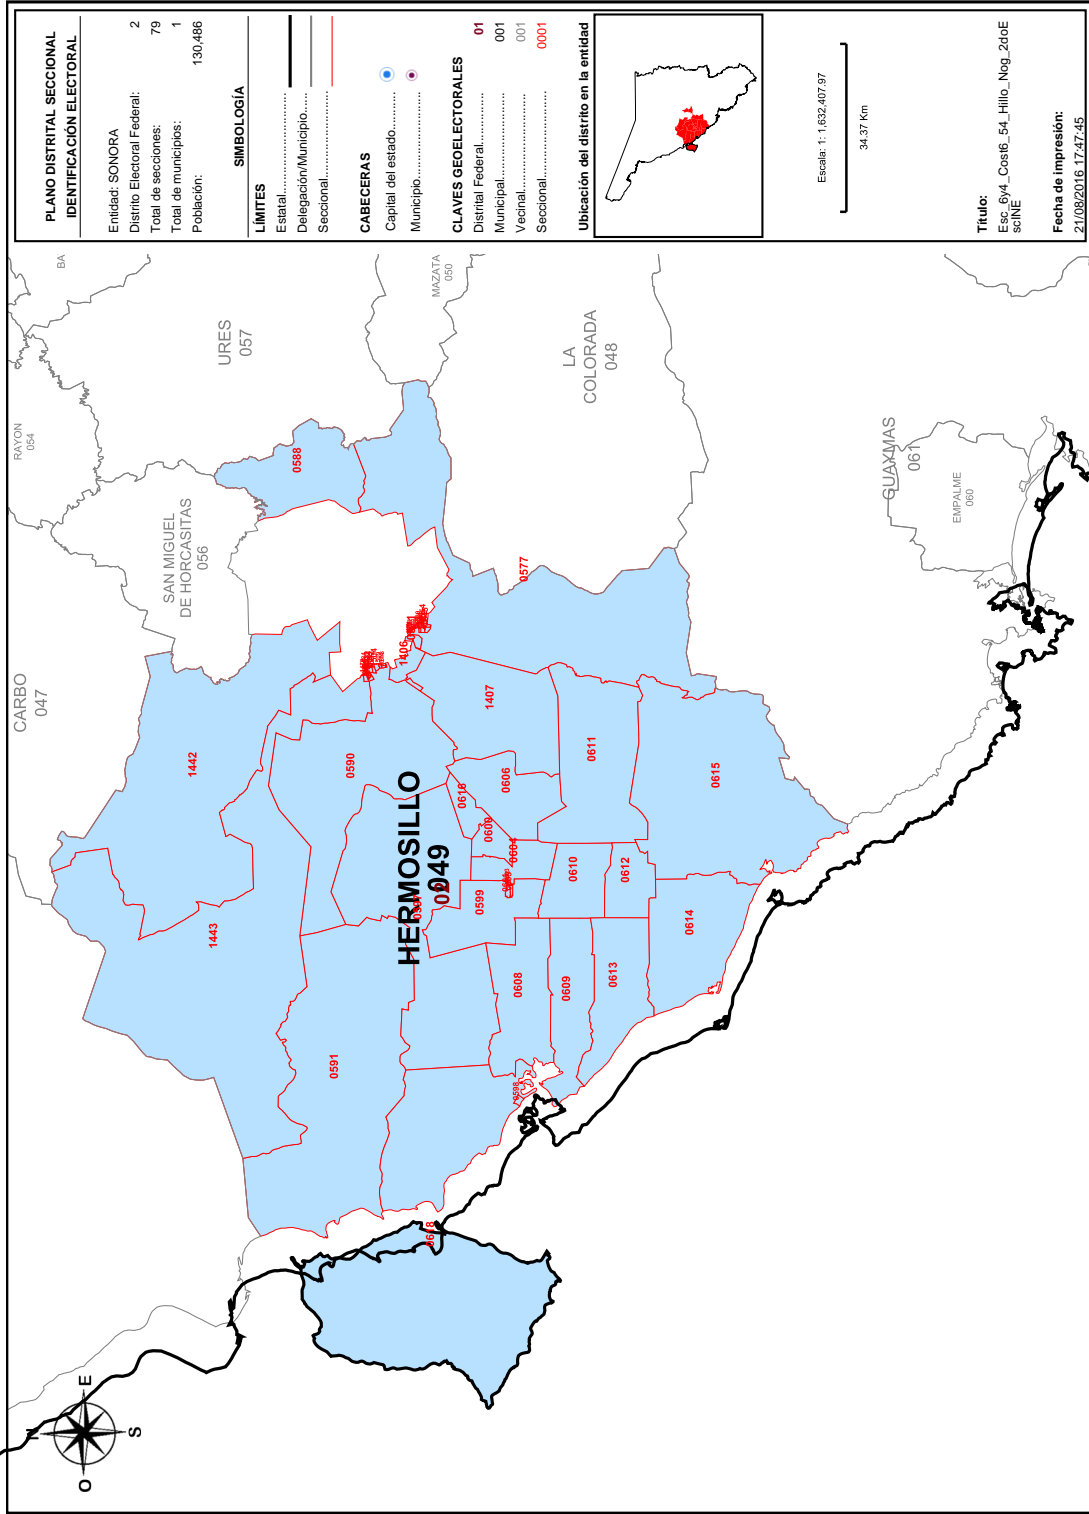 PLANO DISTRITAL SECCIONAL
IDENTIFICACIÓN ELECTORAL
Entidad: SONORA
Distrito Electoral Federal: 2
Total de secciones: 79
Total de municipios: 1
Población: 130,486
SIMBOLOGÍA
LÍMITES
Estatal
Delegación/Municipio
Seccional
CABECERAS
Capital del estado
Municipio
CLAVES GEOELECTORALES
Distrital Federal 01
Municipal 001
Vecinal 001
Seccional 0001
Ubicación del distrito en la entidad
Escala: 1: 1,632,407.97
34.37 Km
Título:
Esc_6y4_Cost6_54_Hillo_Nog_2doE
scINE
Fecha de impresión:
21/08/2016 17:47:45
N
O
E
S
CARBO
047
RAYON
054
BA
SAN MIGUEL
DE HORCASITAS
056
URES
057
MAZATA
050
LA
COLORADA
048
GUAYMAS
061
EMPALME
060
HERMOSILLO
049
1442
1443
0588
0590
0591
0577
1406
1407
0616
0606
0611
0615
0604
0599
0610
0612
0608
0609
0613
0614
0598